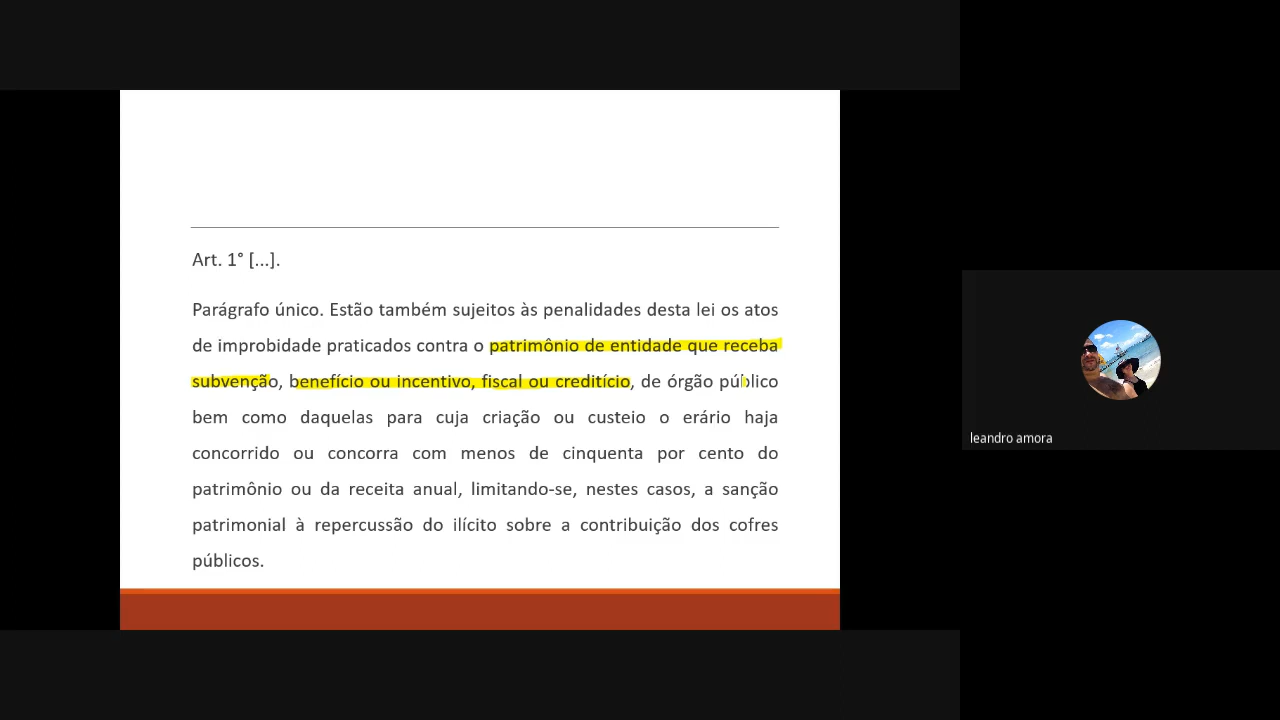 Art. 1° [...].
Parágrafo único. Estão também sujeitos às penalidades desta lei os atos
de improbidade praticados contra o patrimônio de entidade que receba
subvenção, benefício ou incentivo, fiscal ou creditício, de órgão público
bem como daquelas para cuja criação ou custeio o erário haja
concorrido ou concorra com menos de cinquenta por cento do
patrimônio ou da receita anual, limitando-se, nestes casos, a sanção
patrimonial à repercussão do ilícito sobre a contribuição dos cofres
públicos.
leandro amora